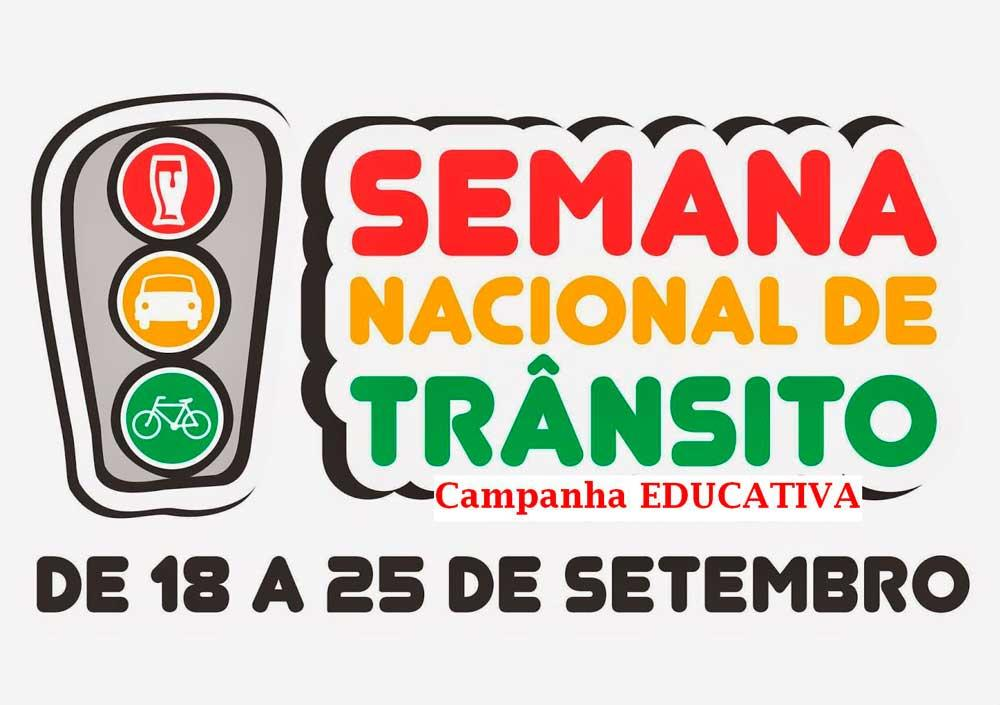 SEMANA
NACIONAL DE
TRÂNSITO
Campanha EDUCATIVA
DE 18 A 25 DE SETEMBRO